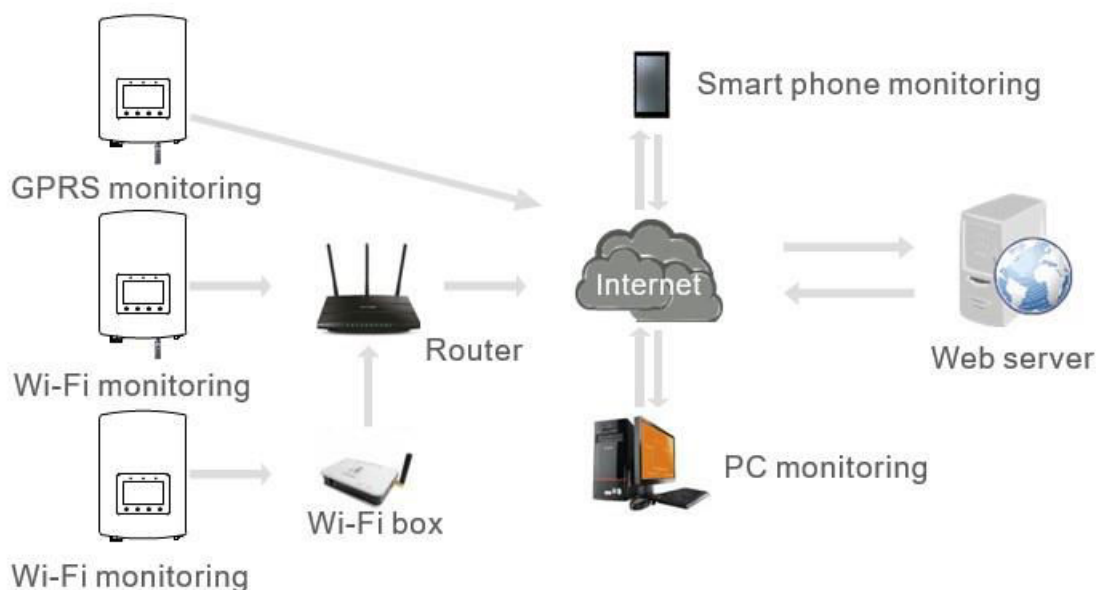 Smart phone monitoring
GPRS monitoring
Internet
Router
Web server
Wi-Fi monitoring
PC monitoring
Wi-Fi box
Wi-Fi monitoring